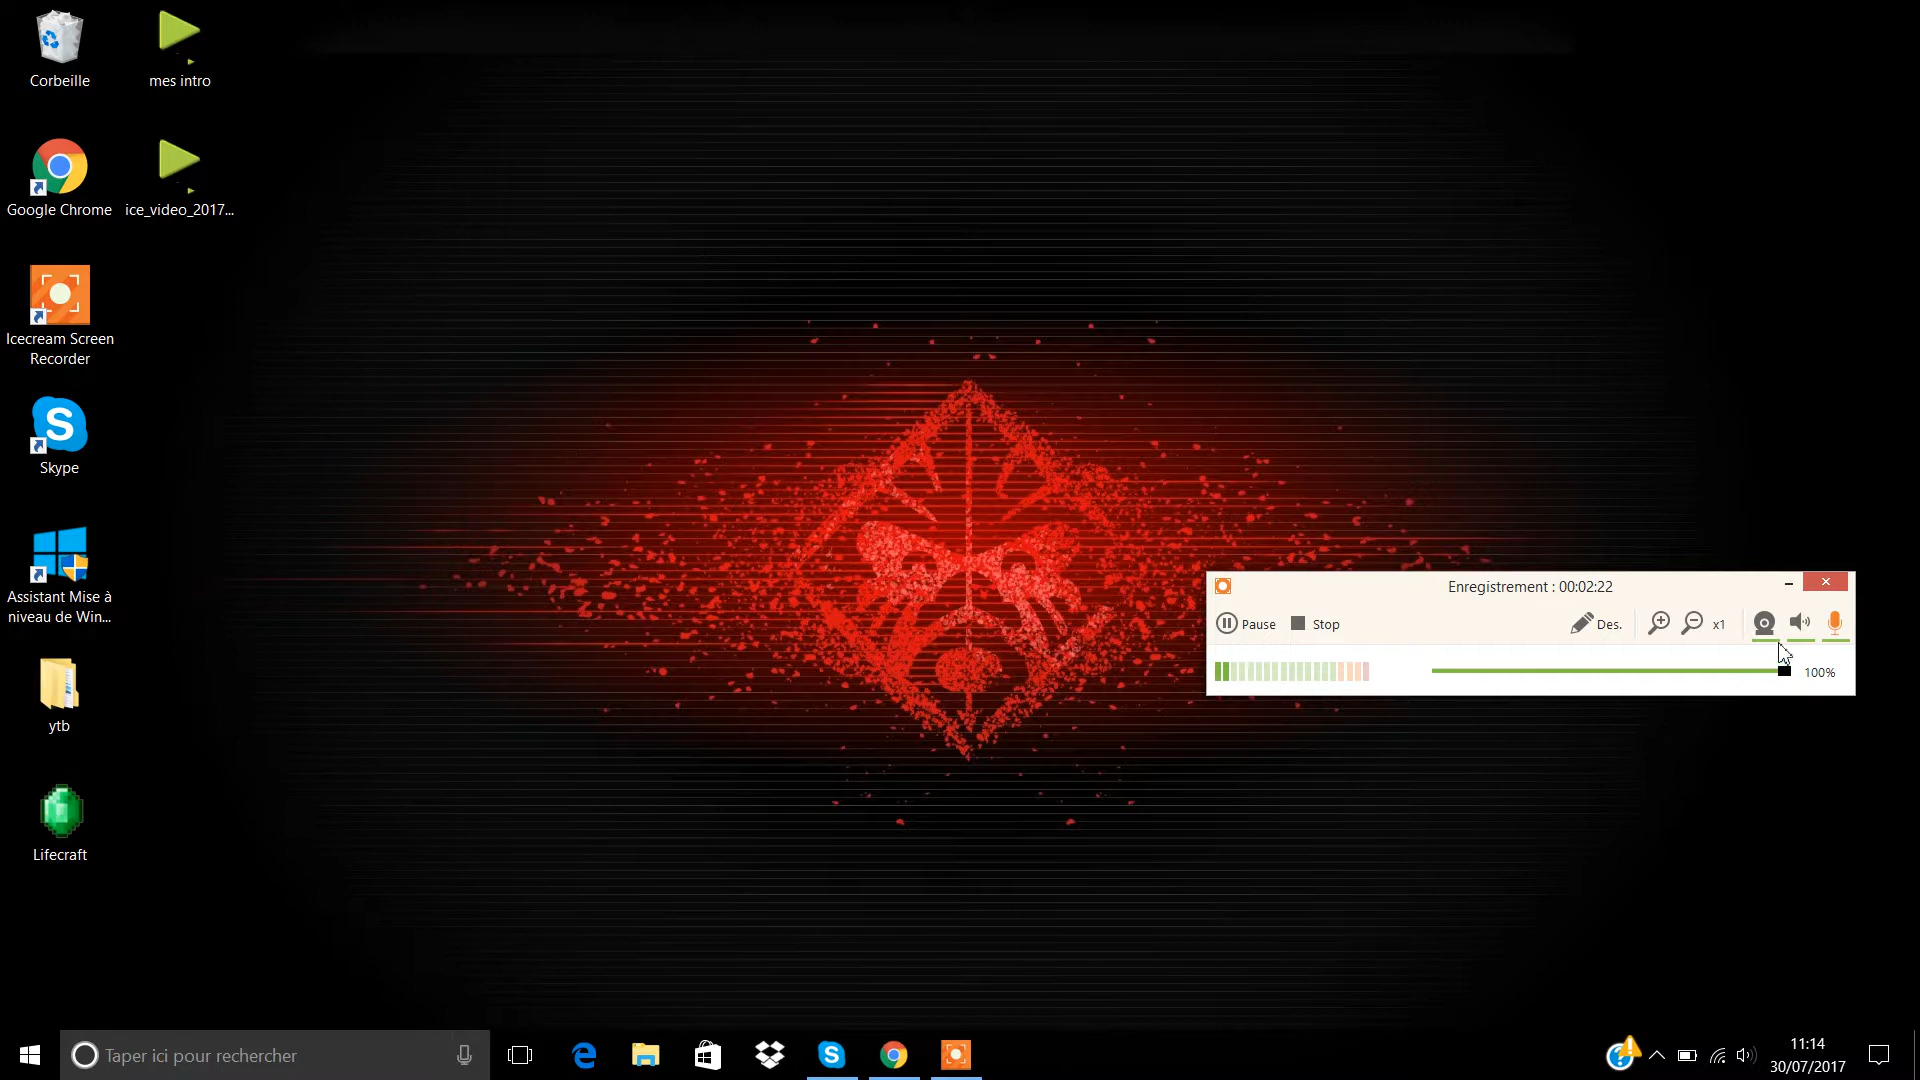 Corbeille
mes intro
Google Chrome
ice_video_2017...
Icecream Screen
Recorder
S
Skype
Assistant Mise à
niveau de Win...
ytb
Lifecraft
Enregistrement : 00:02:22
Pause
Stop
Des.
x1
100%
Taper ici pour rechercher
11:14
30/07/2017